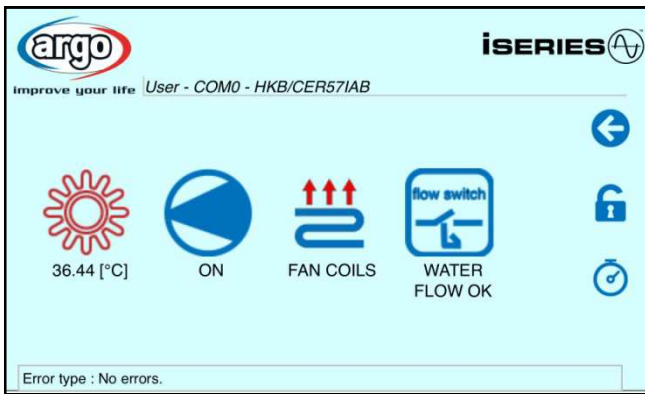 argo
improve your life
iSERIES
User - COM0 - HKB/CER57IAB
flow switch
36.44 [°C]
ON
FAN COILS
WATER
FLOW OK
Error type : No errors.